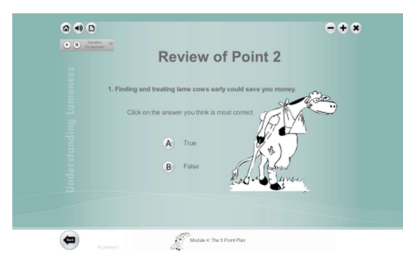 Review of Point 2
1. Finding and treating lame cows early could save you money.
Click on the answer you think is most correct
A True
B False
Understanding Lameness
Module 4: The 5 Point Plan